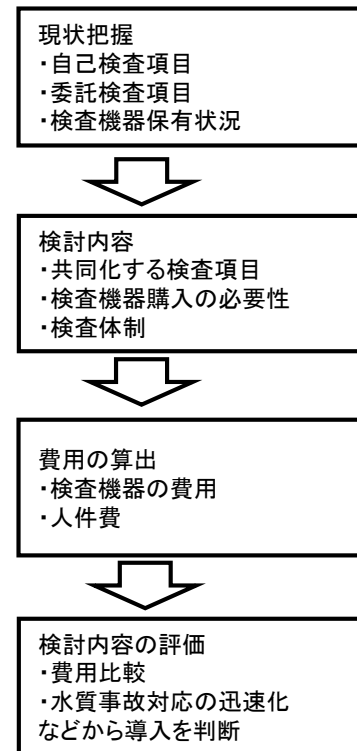 現状把握
・自己検査項目
・委託検査項目
・検査機器保有状況
検討内容
・共同化する検査項目
・検査機器購入の必要性
・検査体制
費用の算出
・検査機器の費用
・人件費
検討内容の評価
・費用比較
・水質事故対応の迅速化
などから導入を判断